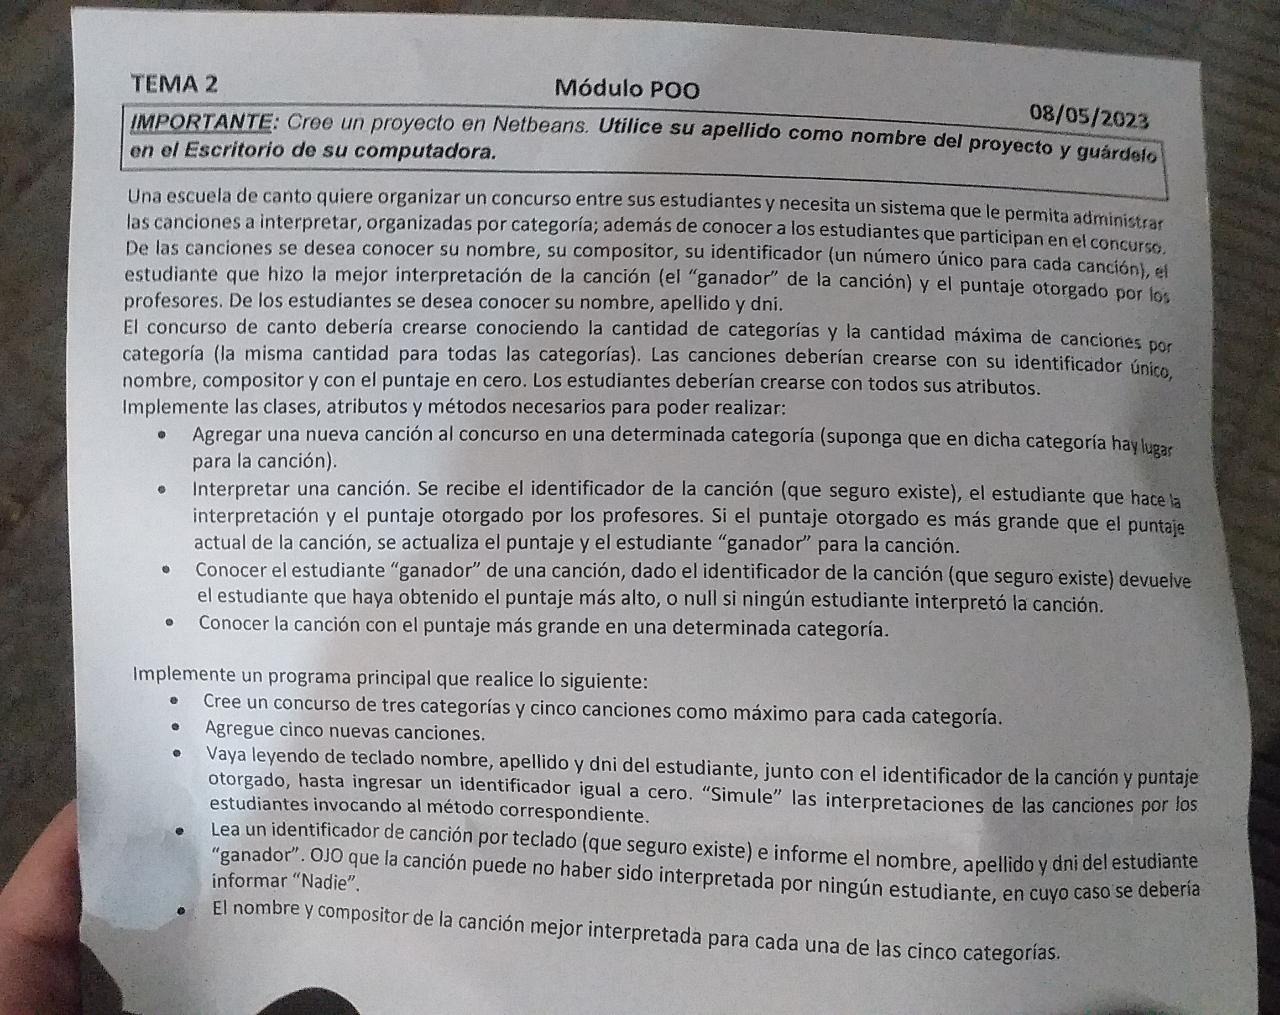 TEMA 2
Módulo POO
08/05/2023
IMPORTANTE: Cree un proyecto en Netbeans. Utilice su apellido como nombre del proyecto y guárdelo
en el Escritorio de su computadora.
Una escuela de canto quiere organizar un concurso entre sus estudiantes y necesita un sistema que le permita administrar
las canciones a interpretar, organizadas por categoría; además de conocer a los estudiantes que participan en el concurso.
De las canciones se desea conocer su nombre, su compositor, su identificador (un número único para cada canción), el
estudiante que hizo la mejor interpretación de la canción (el “ganador” de la canción) y el puntaje otorgado por los
profesores. De los estudiantes se desea conocer su nombre, apellido y dni.
El concurso de canto debería crearse conociendo la cantidad de categorías y la cantidad máxima de canciones por
categoría (la misma cantidad para todas las categorías). Las canciones deberían crearse con su identificador único,
nombre, compositor y con el puntaje en cero. Los estudiantes deberían crearse con todos sus atributos.
Implemente las clases, atributos y métodos necesarios para poder realizar:
• Agregar una nueva canción al concurso en una determinada categoría (suponga que en dicha categoría hay lugar
para la canción).
• Interpretar una canción. Se recibe el identificador de la canción (que seguro existe), el estudiante que hace la
interpretación y el puntaje otorgado por los profesores. Si el puntaje otorgado es más grande que el puntaje
actual de la canción, se actualiza el puntaje y el estudiante “ganador” para la canción.
• Conocer el estudiante “ganador” de una canción, dado el identificador de la canción (que seguro existe) devuelve
el estudiante que haya obtenido el puntaje más alto, o null si ningún estudiante interpretó la canción.
• Conocer la canción con el puntaje más grande en una determinada categoría.
Implemente un programa principal que realice lo siguiente:
• Cree un concurso de tres categorías y cinco canciones como máximo para cada categoría.
• Agregue cinco nuevas canciones.
• Vaya leyendo de teclado nombre, apellido y dni del estudiante, junto con el identificador de la canción y puntaje
otorgado, hasta ingresar un identificador igual a cero. “Simule” las interpretaciones de las canciones por los
estudiantes invocando al método correspondiente.
• Lea un identificador de canción por teclado (que seguro existe) e informe el nombre, apellido y dni del estudiante
“ganador”. OJO que la canción puede no haber sido interpretada por ningún estudiante, en cuyo caso se debería
informar “Nadie”.
• El nombre y compositor de la canción mejor interpretada para cada una de las cinco categorías.